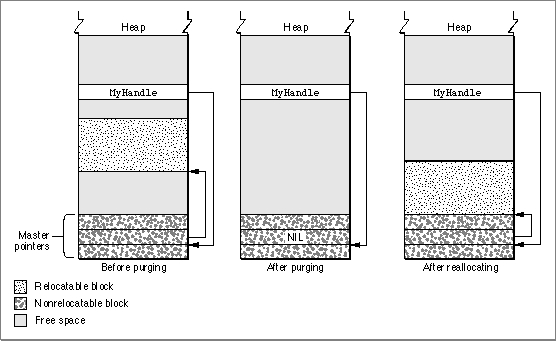 Heap Heap Heap
MyHandle MyHandle MyHandle
Master pointers
NIL
Before purging After purging After reallocating
Relocatable block
Nonrelocatable block
Free space